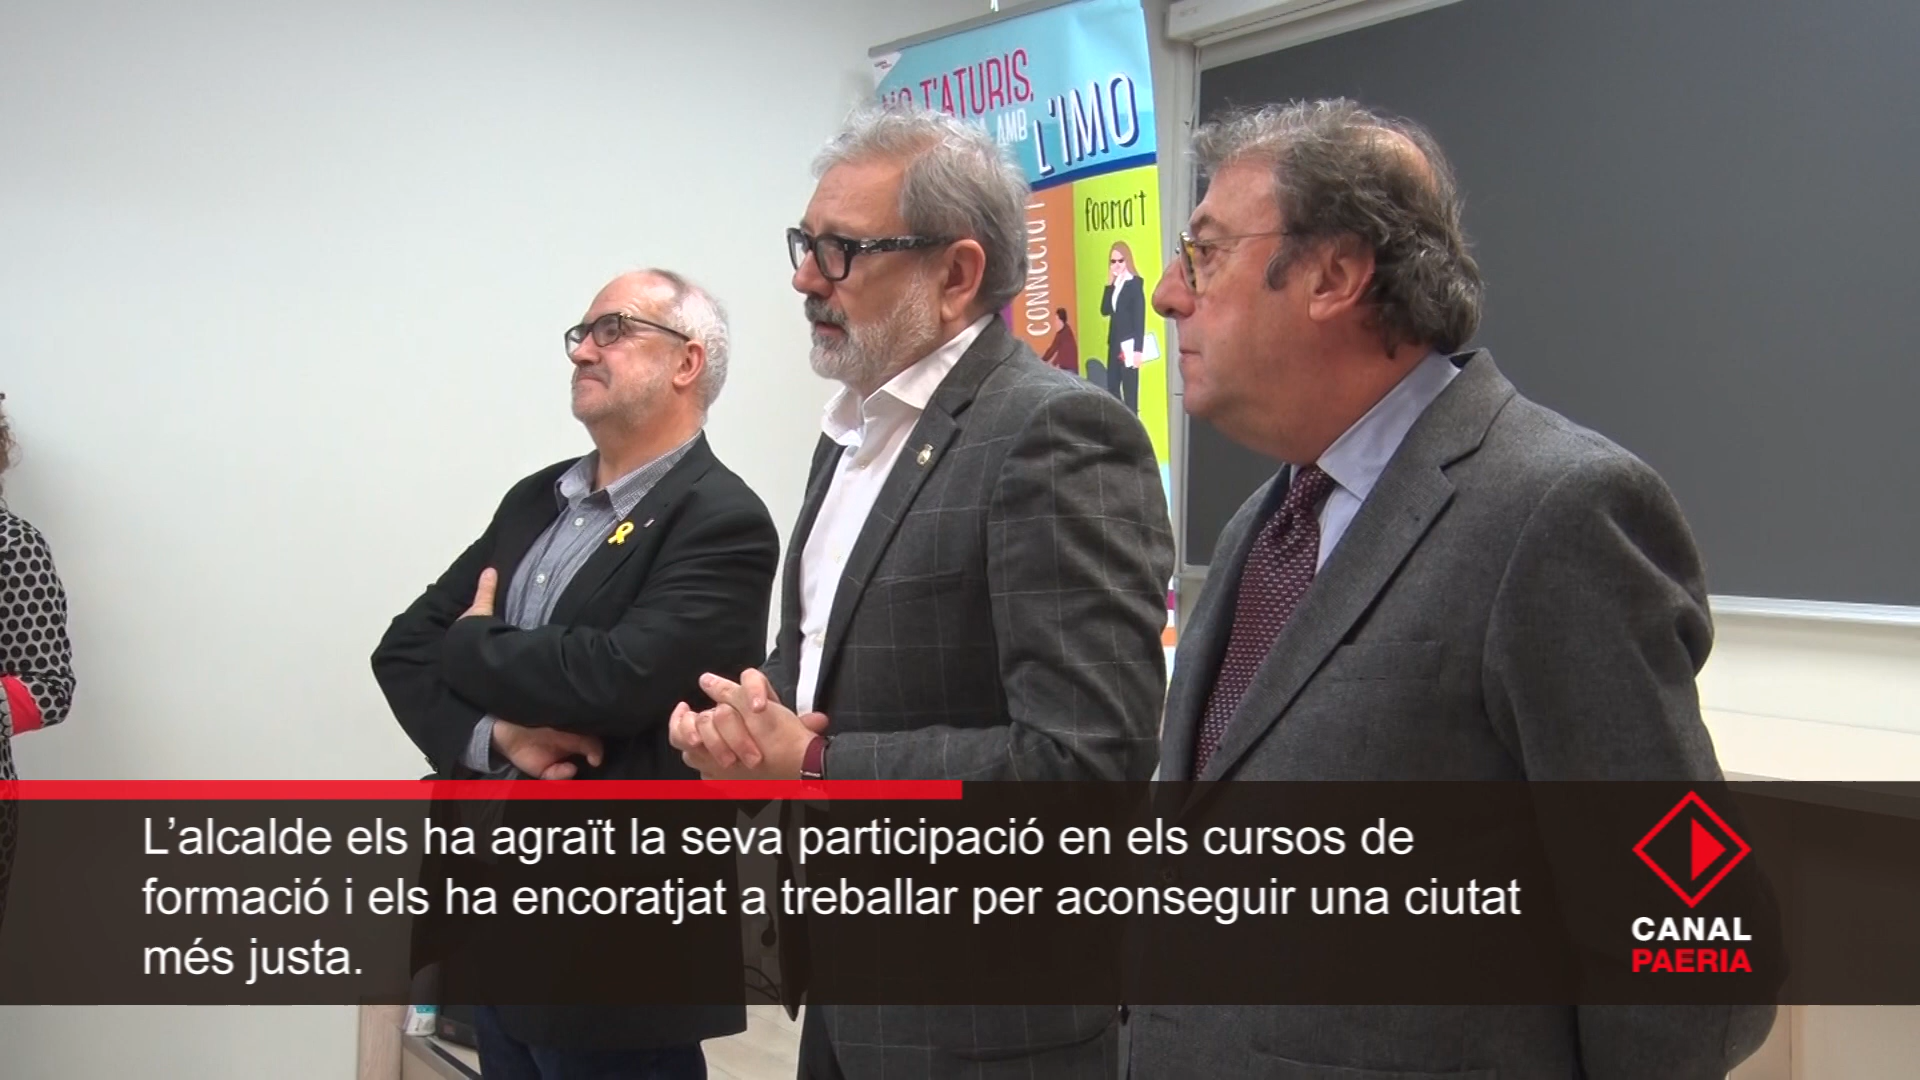 T'ATURIS,
AMB
L'IMO
CONNECTA'T
forma't
L’alcalde els ha agraït la seva participació en els cursos de
formació i els ha encoratjat a treballar per aconseguir una ciutat
més justa.
CANAL
PAERIA